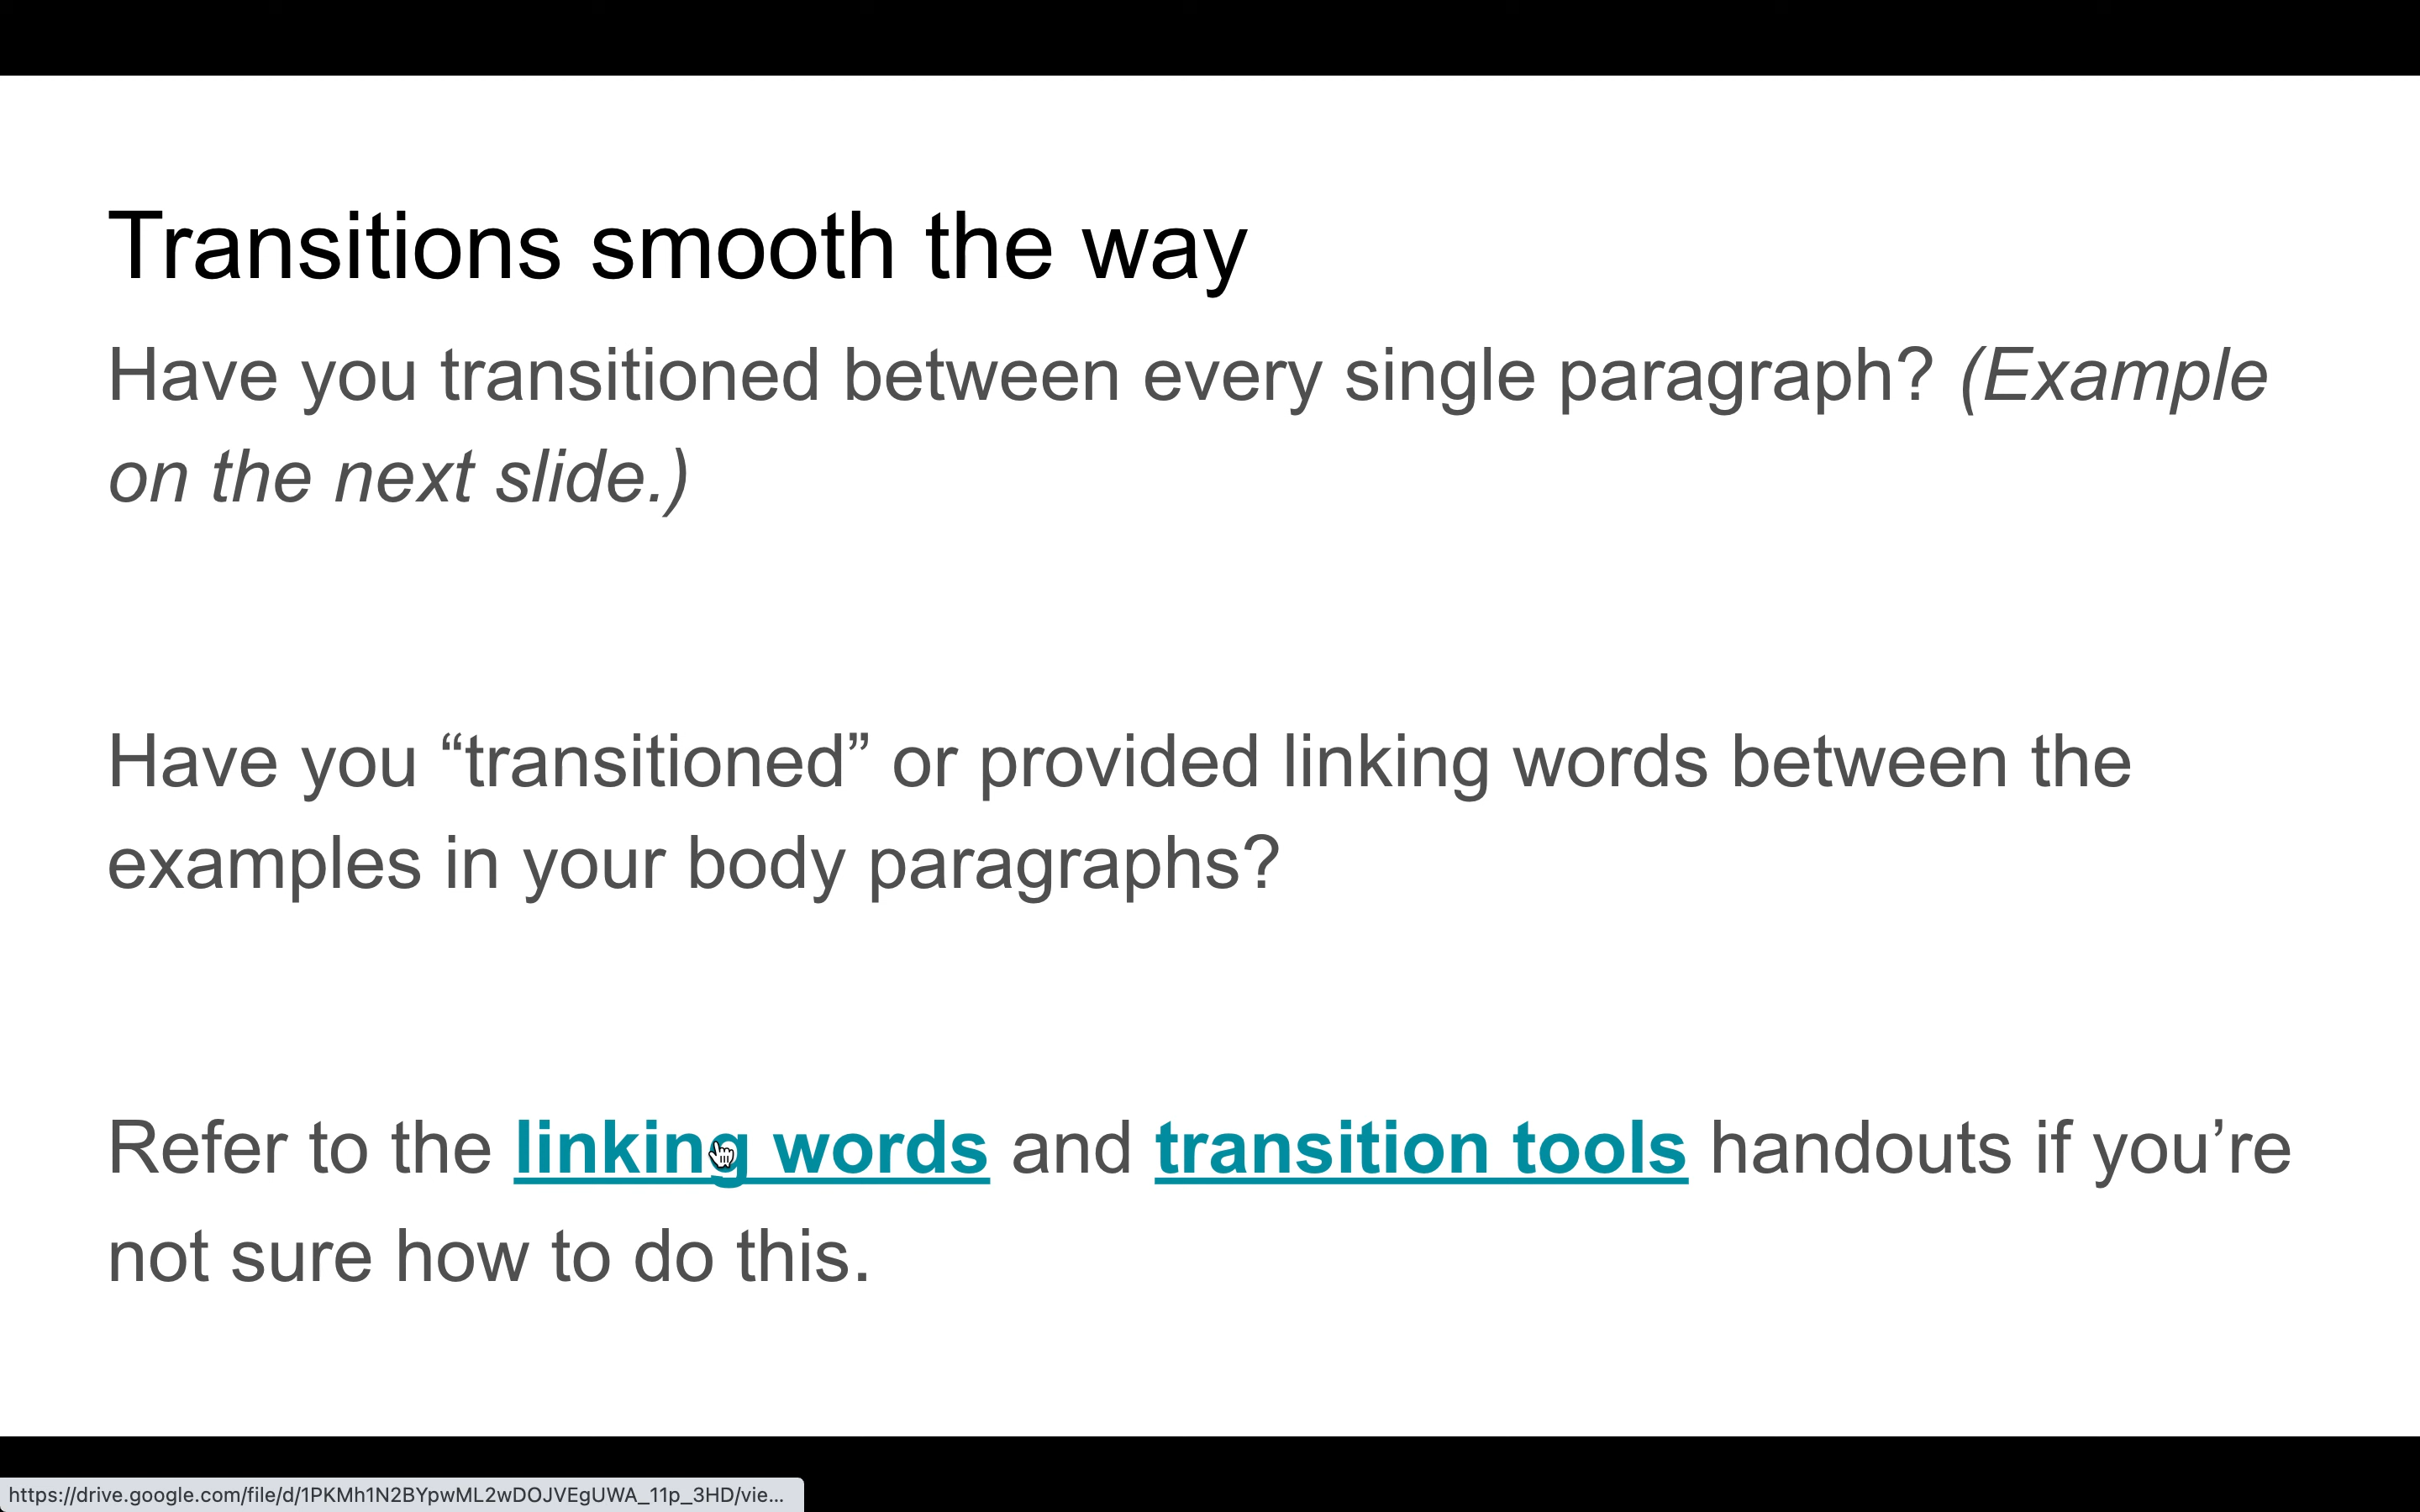 Transitions smooth the way
Have you transitioned between every single paragraph? (Example
on the next slide.)
Have you “transitioned” or provided linking words between the
examples in your body paragraphs?
Refer to the linking words and transition tools handouts if you’re
not sure how to do this.
https://drive.google.com/file/d/1PKMh1N2BYpwML2wDOJVEgUWA_11p_3HD/vie...